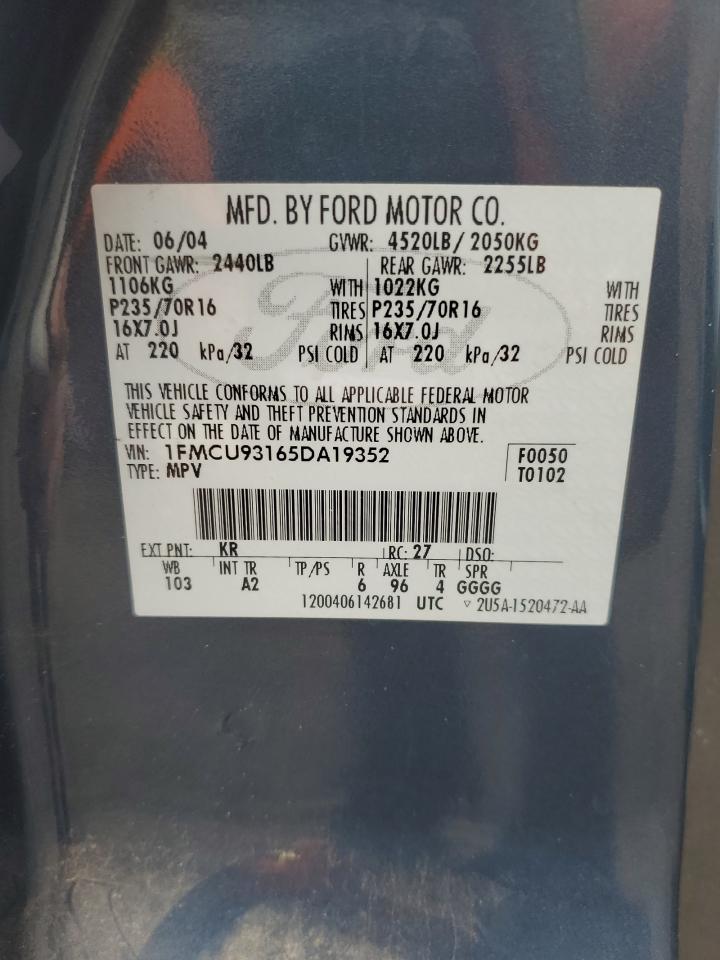 MFD. BY FORD MOTOR CO.
DATE: 06/04 GVWR: 4520LB/ 2050KG
FRONT GAWR: 2440LB REAR GAWR: 2255LB
1106KG WITH 1022KG WITH
P235/70R16 TIRES P235/70R16 TIRES
16X7.0J RIMS 16X7.0J RIMS
AT 220 kPa/32 PSI COLD AT 220 kPa/32 PSI COLD
Ford
THIS VEHICLE CONFORMS TO ALL APPLICABLE FEDERAL MOTOR
VEHICLE SAFETY AND THEFT PREVENTION STANDARDS IN
EFFECT ON THE DATE OF MANUFACTURE SHOWN ABOVE.
VIN: 1FMCU93165DA19352 F0050
TYPE: MPV T0102
EXT PNT: KR RC: 27 DSO:
WB INT TR TP/PS R AXLE TR SPR
103 A2 6 96 4 GGGG
1200406142681 UTC ▽ 2U5A-1520472-AA